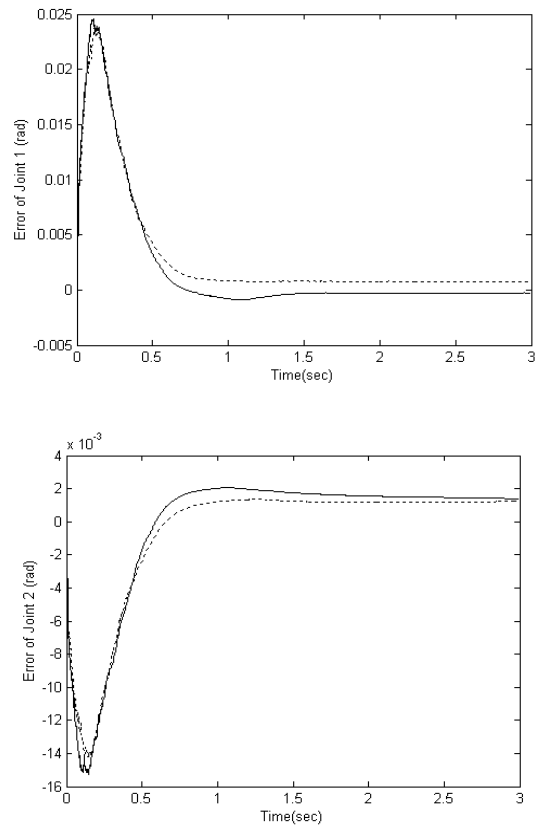 0.025
0.02
0.015
0.01
0.005
0
-0.005
Error of Joint 1 (rad)
0 0.5 1 1.5 2 2.5 3
Time(sec)
x 10-3
4
2
0
-2
-4
-6
-8
-10
-12
-14
-16
Error of Joint 2 (rad)
0 0.5 1 1.5 2 2.5 3
Time(sec)